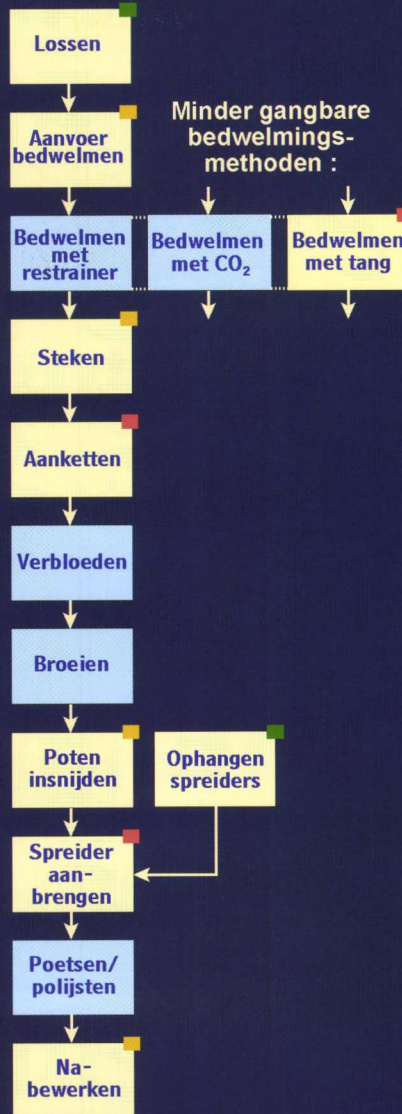 Lossen
Aanvoer
bedwelmen
Minder gangbare
bedwelmings-
methoden :
Bedwelmen
met
restrainer
Bedwelmen
met CO₂
Bedwelmen
met tang
Steken
Aanketten
Verbloeden
Broeien
Poten
insnijden
Ophangen
spreiders
Spreider
aan-
brengen
Poetsen/
polijsten
Na-
bewerken